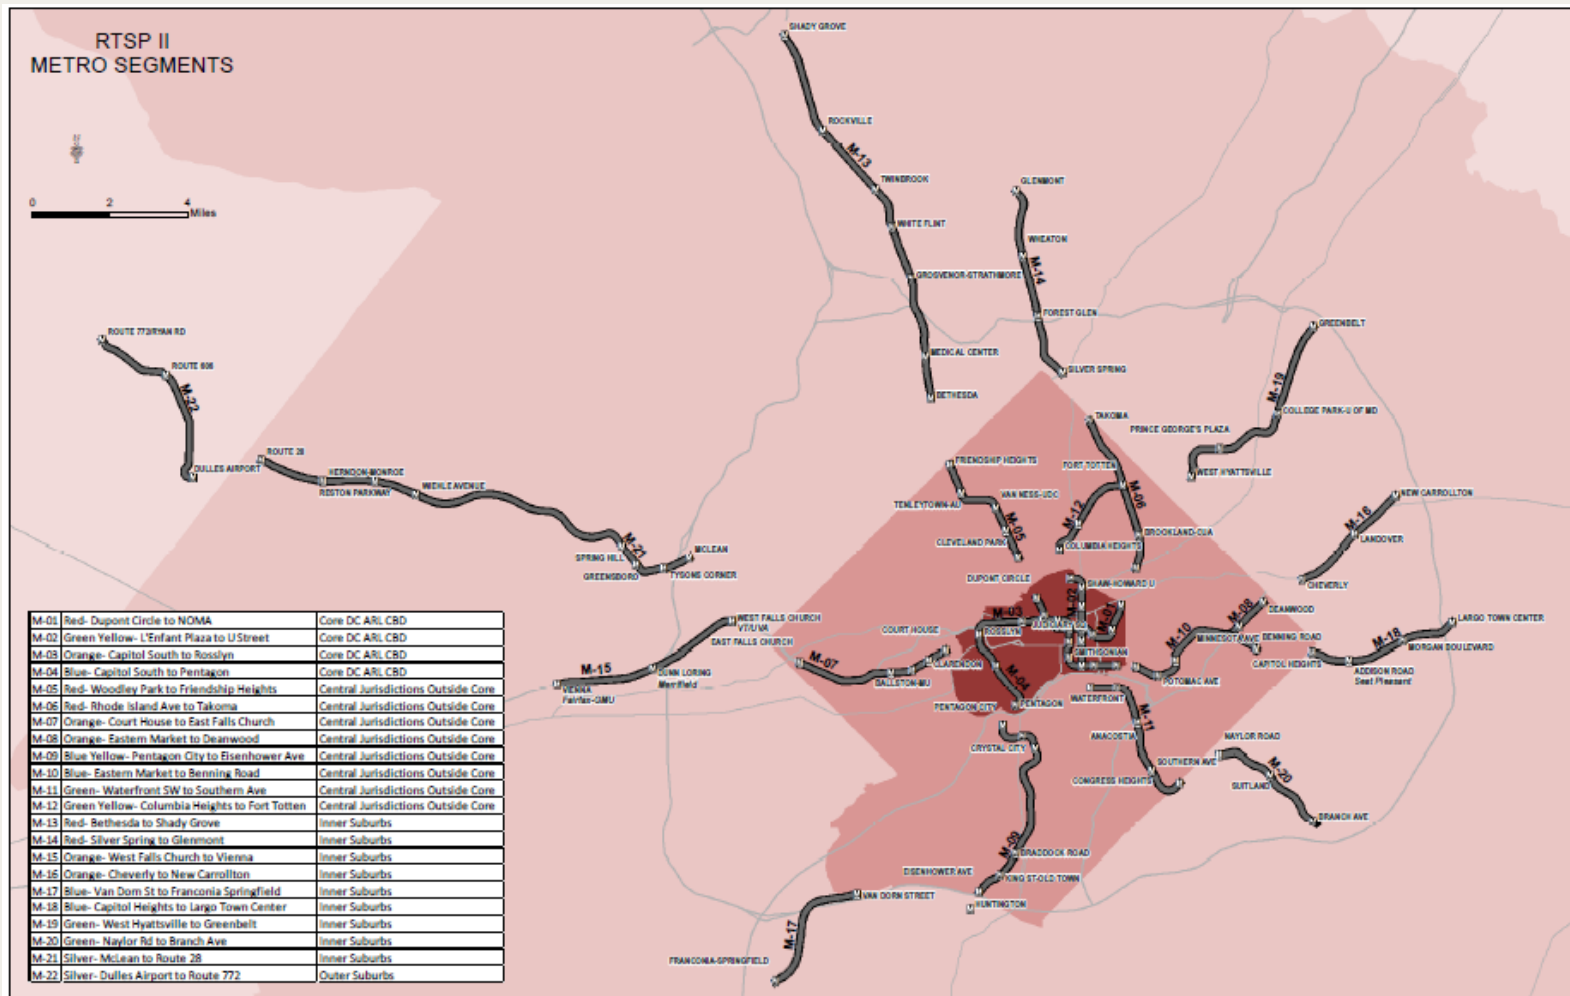 RTSP II
METRO SEGMENTS
0 2 4
Miles
SHADY GROVE
ROCKVILLE
M-13
TWINBROOK
WHITE FLINT
GROSVENOR-STRATHMORE
MEDICAL CENTER
BETHESDA
GLENMONT
WHEATON
M-14
FOREST GLEN
SILVER SPRING
GREENBELT
M-19
COLLEGE PARK-U OF MD
PRINCE GEORGE'S PLAZA
WEST HYATTSVILLE
TAKOMA
FORT TOTTEN
M-06
M-12
BROOKLAND-CUA
COLUMBIA HEIGHTS
FRIENDSHIP HEIGHTS
VAN NESS-UDC
TENLEYTOWN-AU
M-05
CLEVELAND PARK
DUPONT CIRCLE
SHAW-HOWARD U
NEW CARROLLTON
M-16
LANDOVER
CHEVERLY
ROUTE 772/RYAN RD
ROUTE 606
M-22
DULLES AIRPORT
ROUTE 28
HERNDON-MONROE
RESTON PARKWAY
WIEHLE AVENUE
M-21
SPRING HILL
GREENSBORO
TYSONS CORNER
MCLEAN
WEST FALLS CHURCH
VT/UVA
EAST FALLS CHURCH
M-15
DUNN LORING
Merrifield
VIENNA
Fairfax-GMU
M-07
BALLSTON-MU
CLARENDON
COURT HOUSE
ROSSLYN
M-03
M-02
M-01
JUDICIARY SQ
SMITHSONIAN
M-04
PENTAGON
PENTAGON CITY
CRYSTAL CITY
M-09
BRADDOCK ROAD
KING ST-OLD TOWN
EISENHOWER AVE
HUNTINGTON
VAN DORN STREET
M-17
FRANCONIA-SPRINGFIELD
DEANWOOD
M-08
MINNESOTA AVE
BENNING ROAD
M-10
POTOMAC AVE
CAPITOL HEIGHTS
ADDISON ROAD
Seat Pleasant
M-18
MORGAN BOULEVARD
LARGO TOWN CENTER
WATERFRONT
M-11
ANACOSTIA
CONGRESS HEIGHTS
SOUTHERN AVE
NAYLOR ROAD
M-20
SUITLAND
BRANCH AVE
M-01 Red- Dupont Circle to NOMA Core DC ARL CBD
M-02 Green Yellow- L'Enfant Plaza to U Street Core DC ARL CBD
M-03 Orange- Capitol South to Rosslyn Core DC ARL CBD
M-04 Blue- Capitol South to Pentagon Core DC ARL CBD
M-05 Red- Woodley Park to Friendship Heights Central Jurisdictions Outside Core
M-06 Red- Rhode Island Ave to Takoma Central Jurisdictions Outside Core
M-07 Orange- Court House to East Falls Church Central Jurisdictions Outside Core
M-08 Orange- Eastern Market to Deanwood Central Jurisdictions Outside Core
M-09 Blue Yellow- Pentagon City to Eisenhower Ave Central Jurisdictions Outside Core
M-10 Blue- Eastern Market to Benning Road Central Jurisdictions Outside Core
M-11 Green- Waterfront SW to Southern Ave Central Jurisdictions Outside Core
M-12 Green Yellow- Columbia Heights to Fort Totten Central Jurisdictions Outside Core
M-13 Red- Bethesda to Shady Grove Inner Suburbs
M-14 Red- Silver Spring to Glenmont Inner Suburbs
M-15 Orange- West Falls Church to Vienna Inner Suburbs
M-16 Orange- Cheverly to New Carrollton Inner Suburbs
M-17 Blue- Van Dorn St to Franconia Springfield Inner Suburbs
M-18 Blue- Capitol Heights to Largo Town Center Inner Suburbs
M-19 Green- West Hyattsville to Greenbelt Inner Suburbs
M-20 Green- Naylor Rd to Branch Ave Inner Suburbs
M-21 Silver- McLean to Route 28 Inner Suburbs
M-22 Silver- Dulles Airport to Route 772 Outer Suburbs